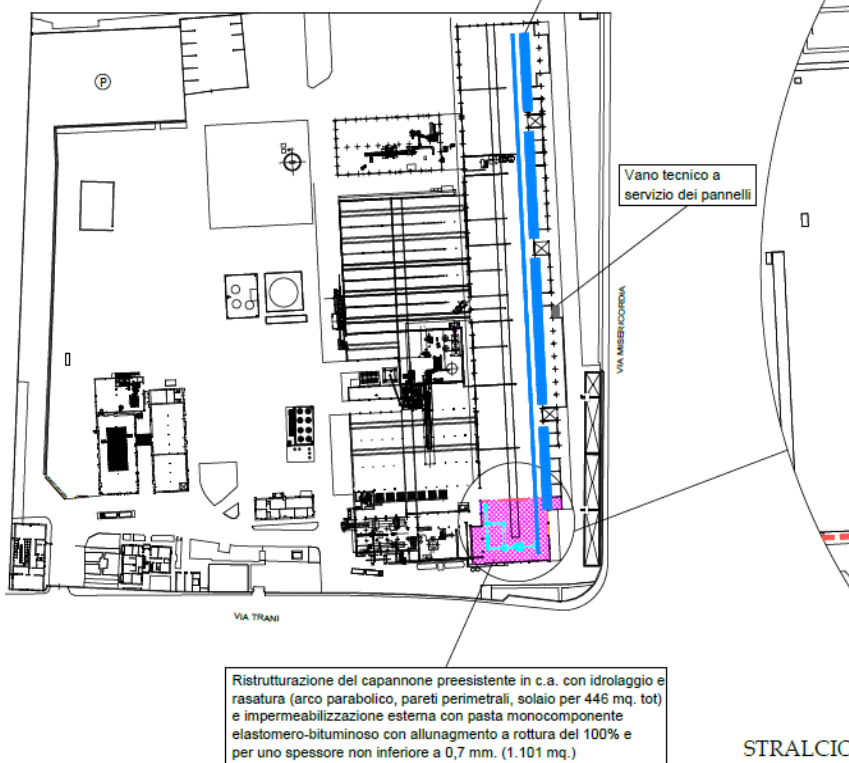 P
Vano tecnico a
servizio dei pannelli
VIA MISERICORDIA
VIA TRANI
Ristrutturazione del capannone preesistente in c.a. con idrolaggio e
rasatura (arco parabolico, pareti perimetrali, solaio per 446 mq. tot)
e impermeabilizzazione esterna con pasta monocomponente
elastomero-bituminoso con allunagmento a rottura del 100% e
per uno spessore non inferiore a 0,7 mm. (1.101 mq.)
STRALCIO